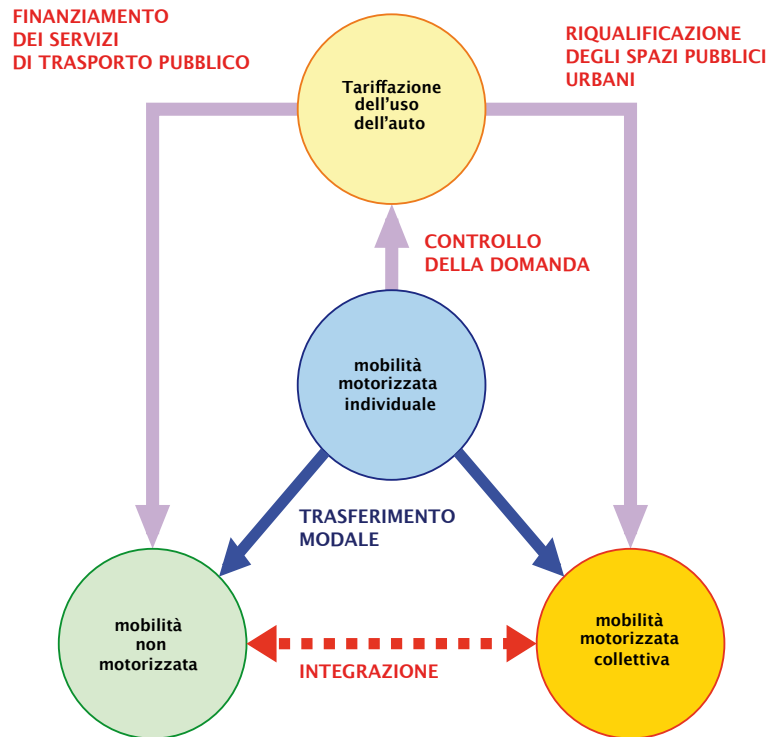 FINANZIAMENTO
DEI SERVIZI
DI TRASPORTO PUBBLICO
RIQUALIFICAZIONE
DEGLI SPAZI PUBBLICI
URBANI
Tariffazione
dell'uso
dell'auto
CONTROLLO
DELLA DOMANDA
mobilità
motorizzata
individuale
TRASFERIMENTO
MODALE
mobilità
non
motorizzata
INTEGRAZIONE
mobilità
motorizzata
collettiva